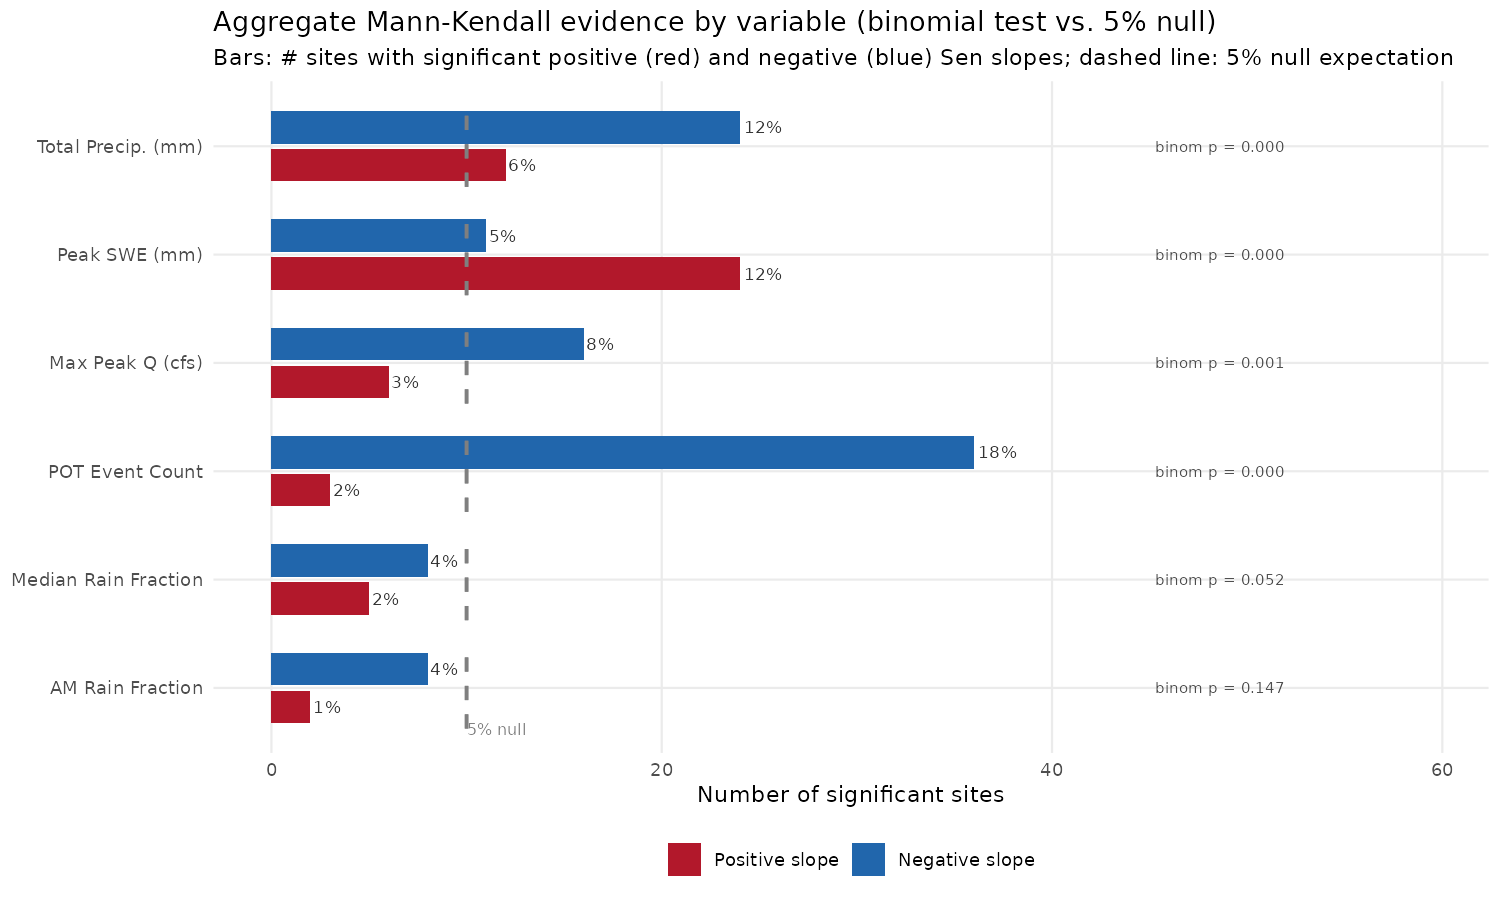 Aggregate Mann-Kendall evidence by variable (binomial test vs. 5% null)
Bars: # sites with significant positive (red) and negative (blue) Sen slopes; dashed line: 5% null expectation
Total Precip. (mm)
12%
6%
binom p = 0.000
Peak SWE (mm)
5%
12%
binom p = 0.000
Max Peak Q (cfs)
8%
3%
binom p = 0.001
POT Event Count
18%
2%
binom p = 0.000
Median Rain Fraction
4%
2%
binom p = 0.052
AM Rain Fraction
4%
1%
binom p = 0.147
5% null
0 20 40 60
Number of significant sites
Positive slope Negative slope